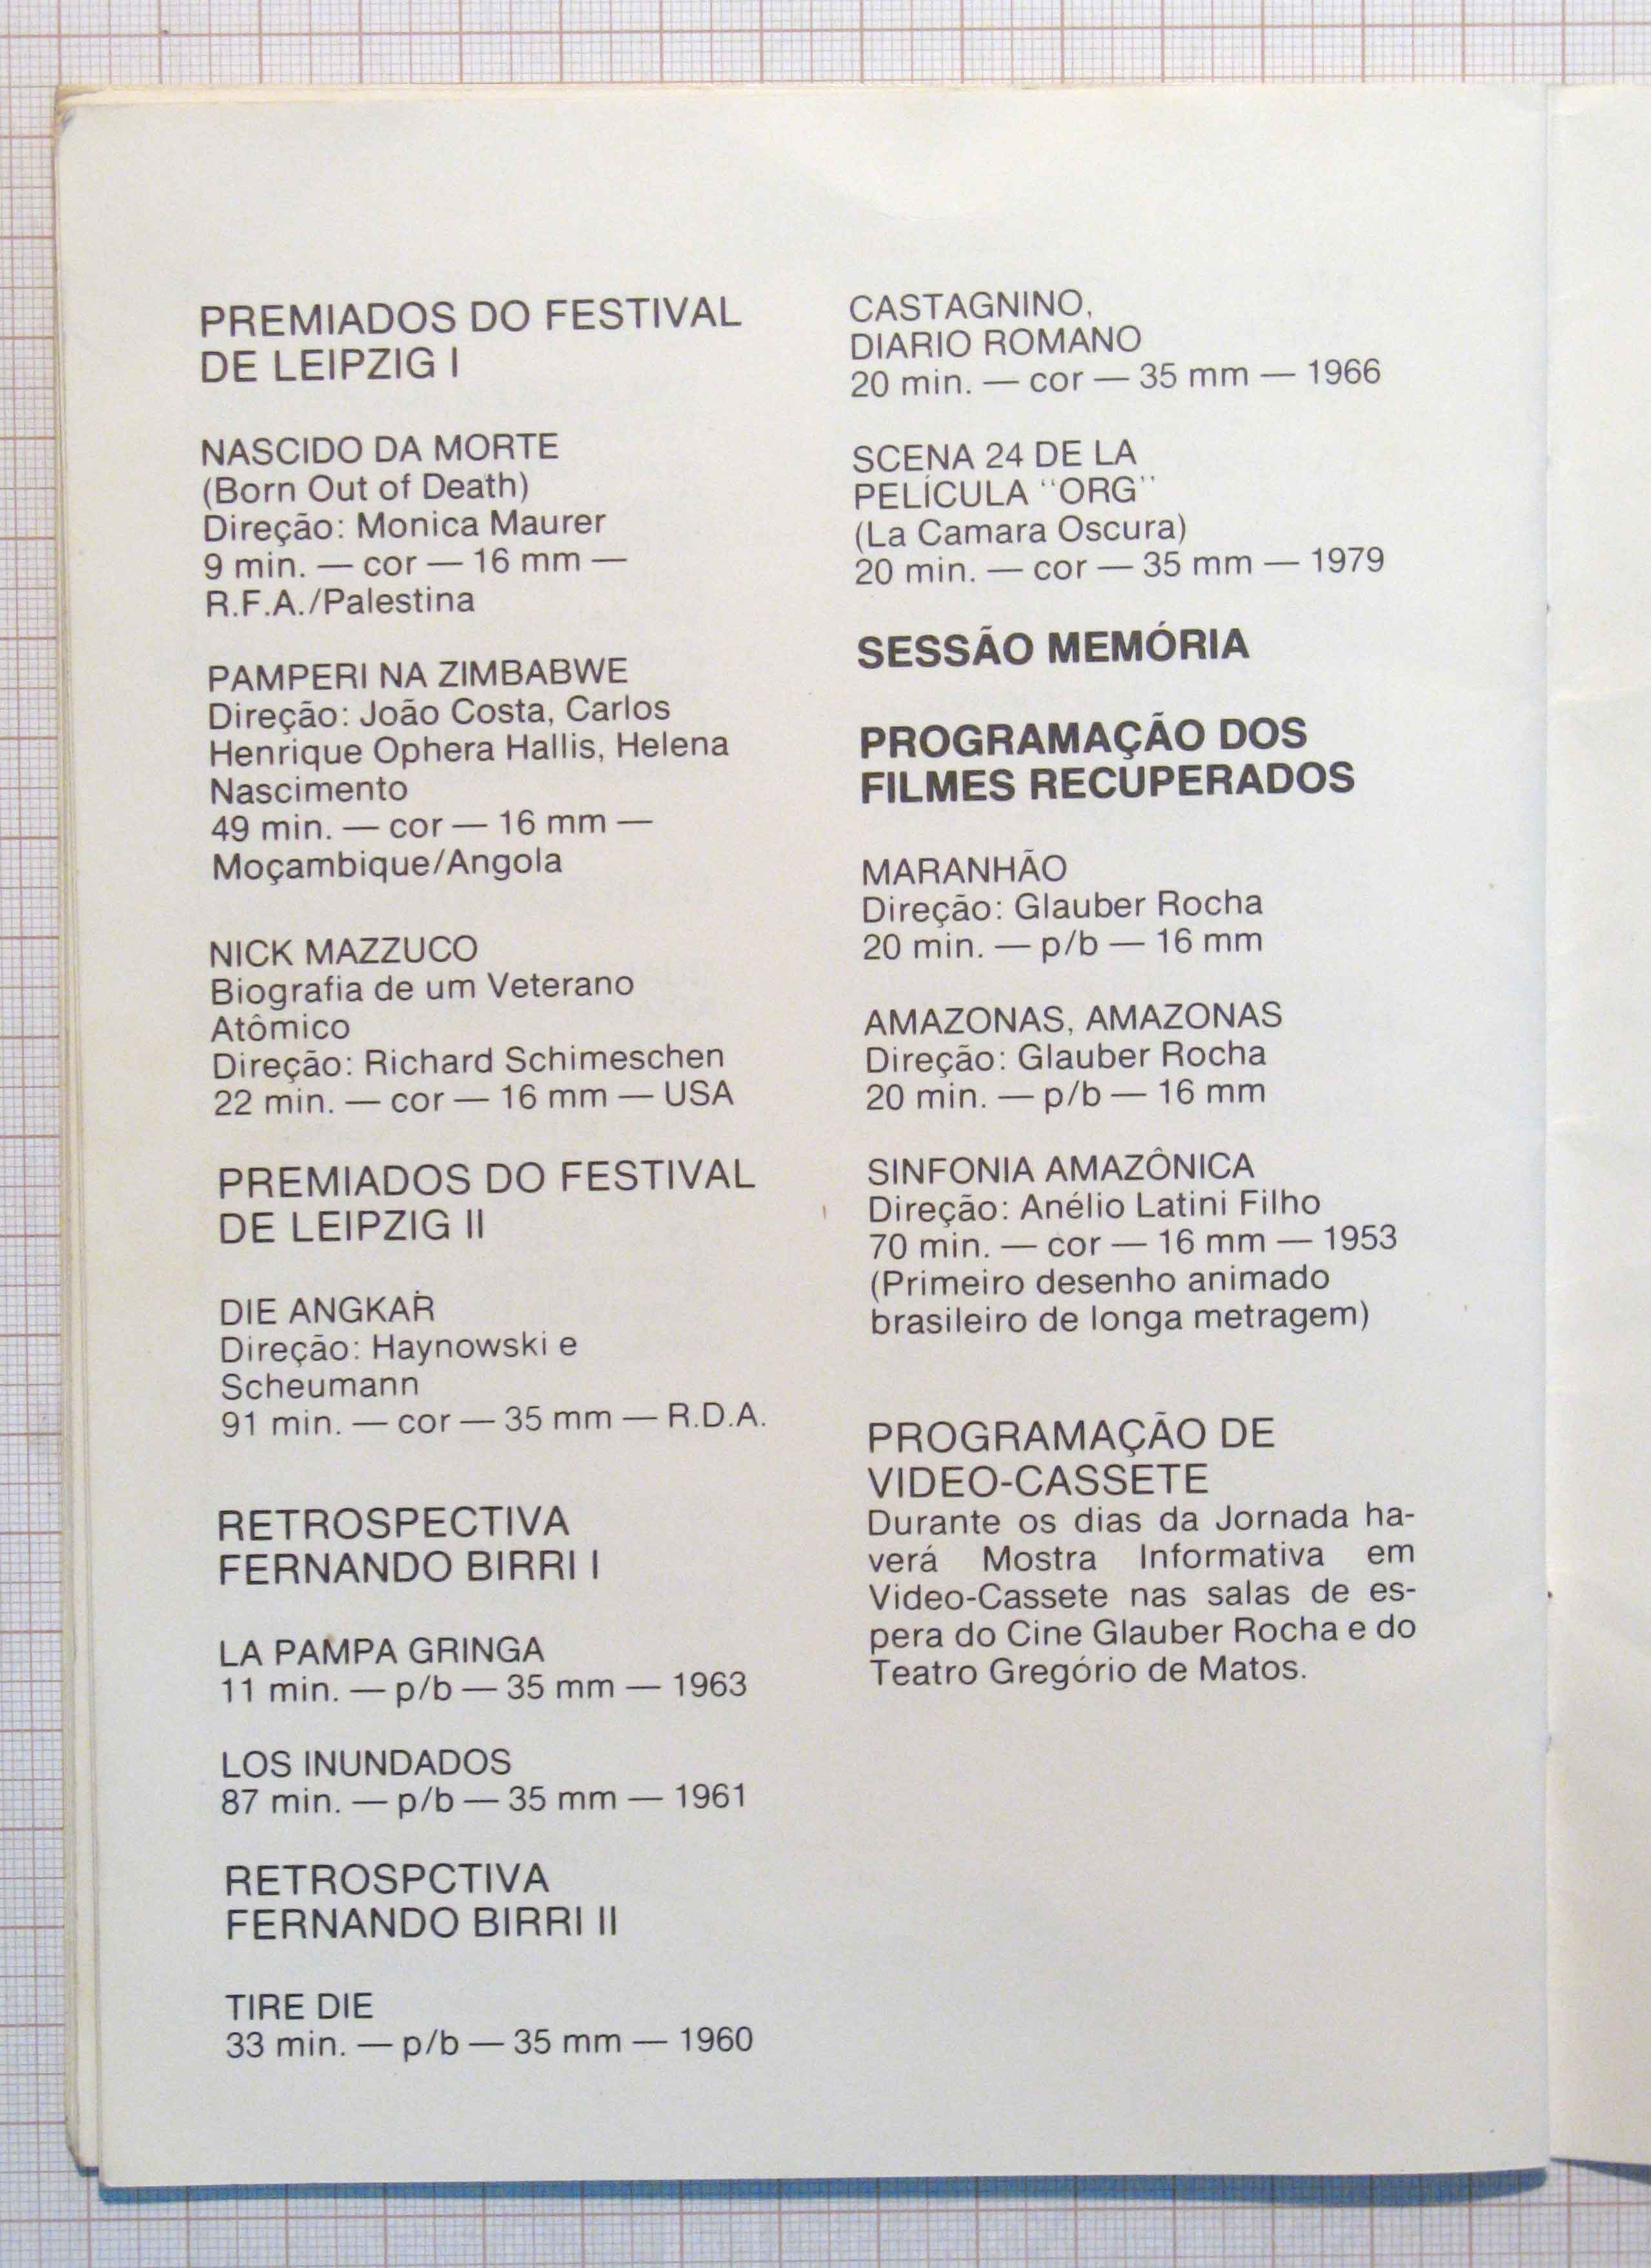 PREMIADOS DO FESTIVAL
DE LEIPZIG I
NASCIDO DA MORTE
(Born Out of Death)
Direção: Monica Maurer
9 min. — cor — 16 mm —
R.F.A./Palestina
PAMPERI NA ZIMBABWE
Direção: João Costa, Carlos
Henrique Ophera Hallis, Helena
Nascimento
49 min. — cor — 16 mm —
Moçambique/Angola
NICK MAZZUCO
Biografia de um Veterano
Atômico
Direção: Richard Schimeschen
22 min. — cor — 16 mm — USA
PREMIADOS DO FESTIVAL
DE LEIPZIG II
DIE ANGKAR
Direção: Haynowski e
Scheumann
91 min. — cor — 35 mm — R.D.A.
RETROSPECTIVA
FERNANDO BIRRI I
LA PAMPA GRINGA
11 min. — p/b — 35 mm — 1963
LOS INUNDADOS
87 min. — p/b — 35 mm — 1961
RETROSPCTIVA
FERNANDO BIRRI II
TIRE DIE
33 min. — p/b — 35 mm — 1960
CASTAGNINO,
DIARIO ROMANO
20 min. — cor — 35 mm — 1966
SCENA 24 DE LA
PELÍCULA "ORG"
(La Camara Oscura)
20 min. — cor — 35 mm — 1979
SESSÃO MEMÓRIA
PROGRAMAÇÃO DOS
FILMES RECUPERADOS
MARANHÃO
Direção: Glauber Rocha
20 min. — p/b — 16 mm
AMAZONAS, AMAZONAS
Direção: Glauber Rocha
20 min. — p/b — 16 mm
SINFONIA AMAZÔNICA
Direção: Anélio Latini Filho
70 min. — cor — 16 mm — 1953
(Primeiro desenho animado
brasileiro de longa metragem)
PROGRAMAÇÃO DE
VIDEO-CASSETE
Durante os dias da Jornada ha-
verá Mostra Informativa em
Video-Cassete nas salas de es-
pera do Cine Glauber Rocha e do
Teatro Gregório de Matos.